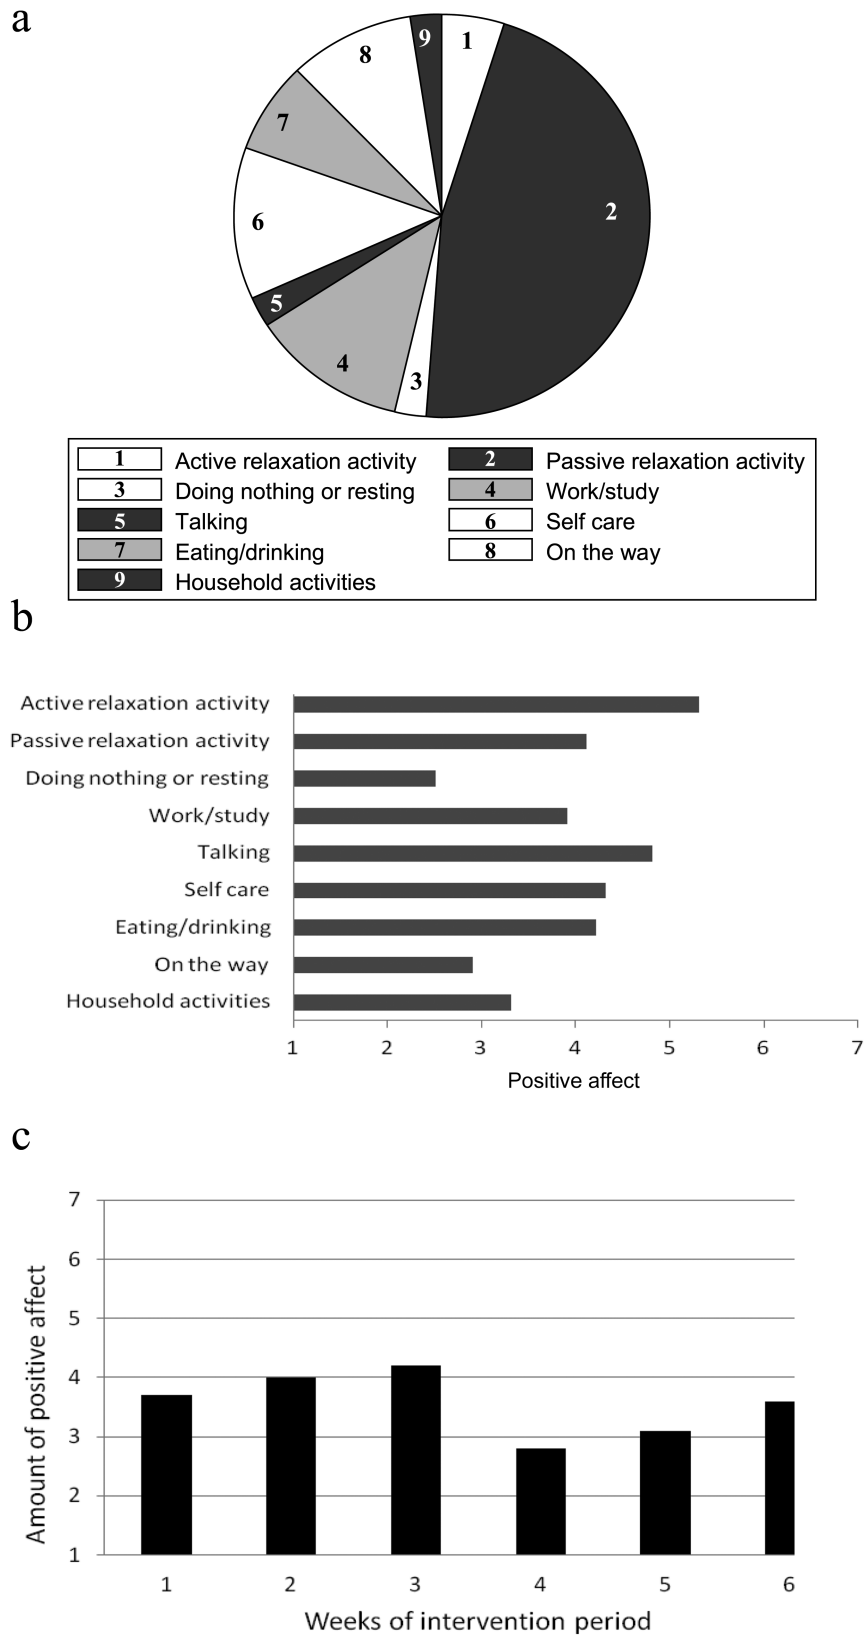 a
9 1
8
7
2
6
5
4
3
1 Active relaxation activity 2 Passive relaxation activity
3 Doing nothing or resting 4 Work/study
5 Talking 6 Self care
7 Eating/drinking 8 On the way
9 Household activities
b
Active relaxation activity
Passive relaxation activity
Doing nothing or resting
Work/study
Talking
Self care
Eating/drinking
On the way
Household activities
1 2 3 4 5 6 7
Positive affect
c
Amount of positive affect
7
6
5
4
3
2
1
1 2 3 4 5 6
Weeks of intervention period